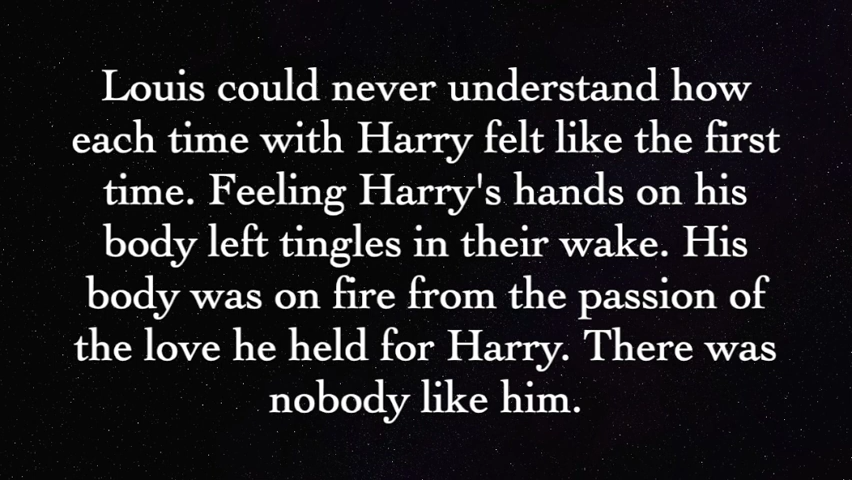 Louis could never understand how
each time with Harry felt like the first
time. Feeling Harry's hands on his
body left tingles in their wake. His
body was on fire from the passion of
the love he held for Harry. There was
nobody like him.